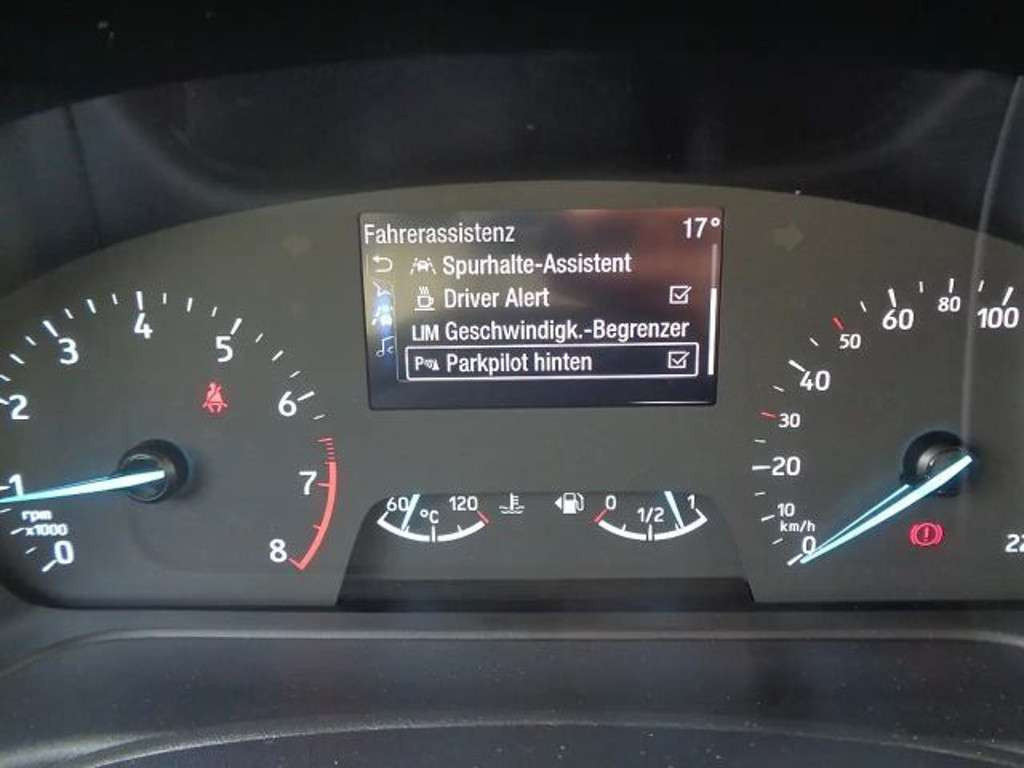 Fahrerassistenz 17°
Spurhalte-Assistent
Driver Alert
LIM Geschwindigk.-Begrenzer
Parkpilot hinten
0
1
2
3
4
5
6
7
8
rpm
x1000
60 °C 120
0 1/2 1
0
10
20
30
40
50
60
80
100
km/h